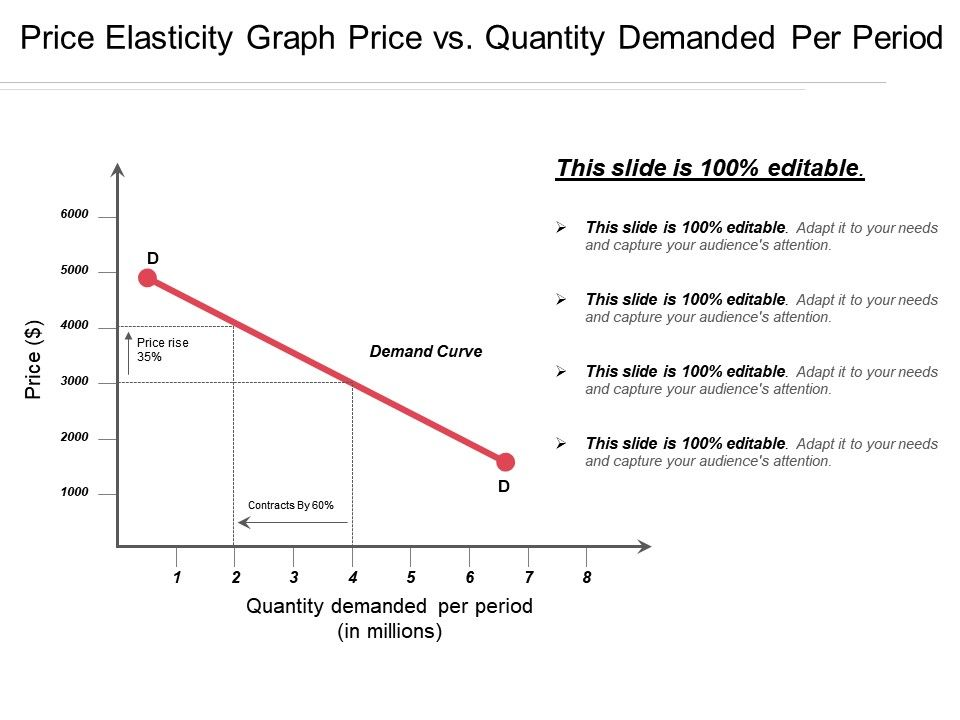 Price Elasticity Graph Price vs. Quantity Demanded Per Period
This slide is 100% editable.
➢ This slide is 100% editable. Adapt it to your needs
and capture your audience's attention.
➢ This slide is 100% editable. Adapt it to your needs
and capture your audience's attention.
➢ This slide is 100% editable. Adapt it to your needs
and capture your audience's attention.
➢ This slide is 100% editable. Adapt it to your needs
and capture your audience's attention.
Price ($)
6000
5000
4000
3000
2000
1000
D
Price rise
35%
Demand Curve
Contracts By 60%
D
1 2 3 4 5 6 7 8
Quantity demanded per period
(in millions)